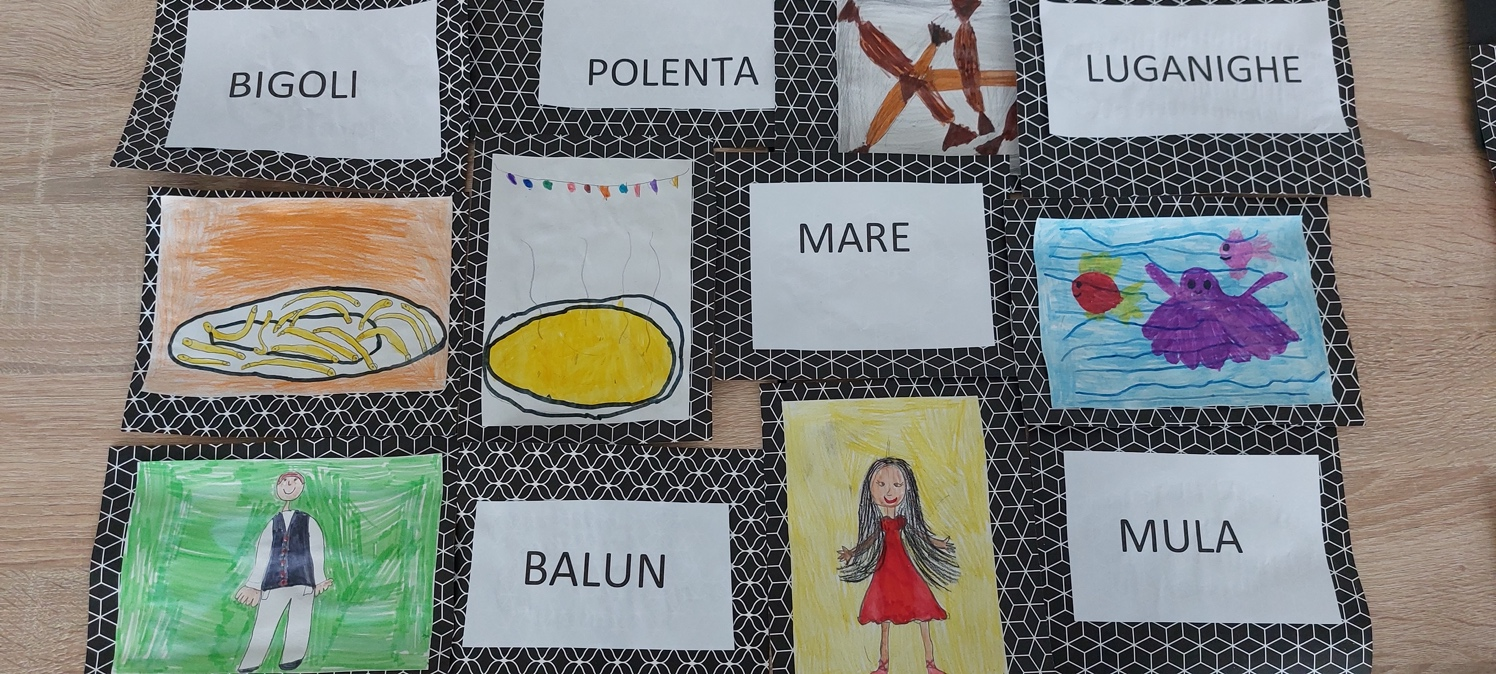 BIGOLI
POLENTA
LUGANIGHE
MARE
BALUN
MULA